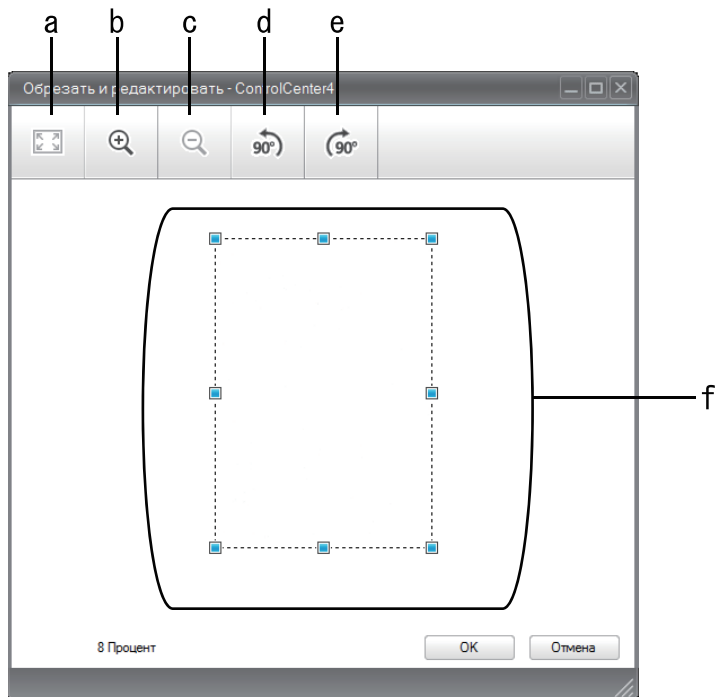 a b c d e
Обрезать и редактировать - ControlCenter4
90° 90°
f
8 Процент OK Отмена